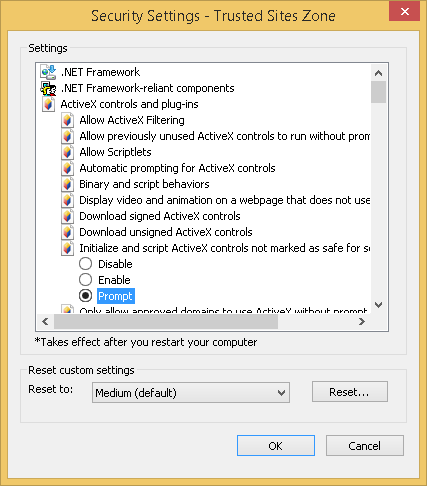 Security Settings - Trusted Sites Zone
Settings
.NET Framework
.NET Framework-reliant components
ActiveX controls and plug-ins
Allow ActiveX Filtering
Allow previously unused ActiveX controls to run without prom
Allow Scriptlets
Automatic prompting for ActiveX controls
Binary and script behaviors
Display video and animation on a webpage that does not use
Download signed ActiveX controls
Download unsigned ActiveX controls
Initialize and script ActiveX controls not marked as safe for s
Disable
Enable
Prompt
Only allow approved domains to use ActiveX without prompt
*Takes effect after you restart your computer
Reset custom settings
Reset to:
Medium (default)
Reset...
OK
Cancel